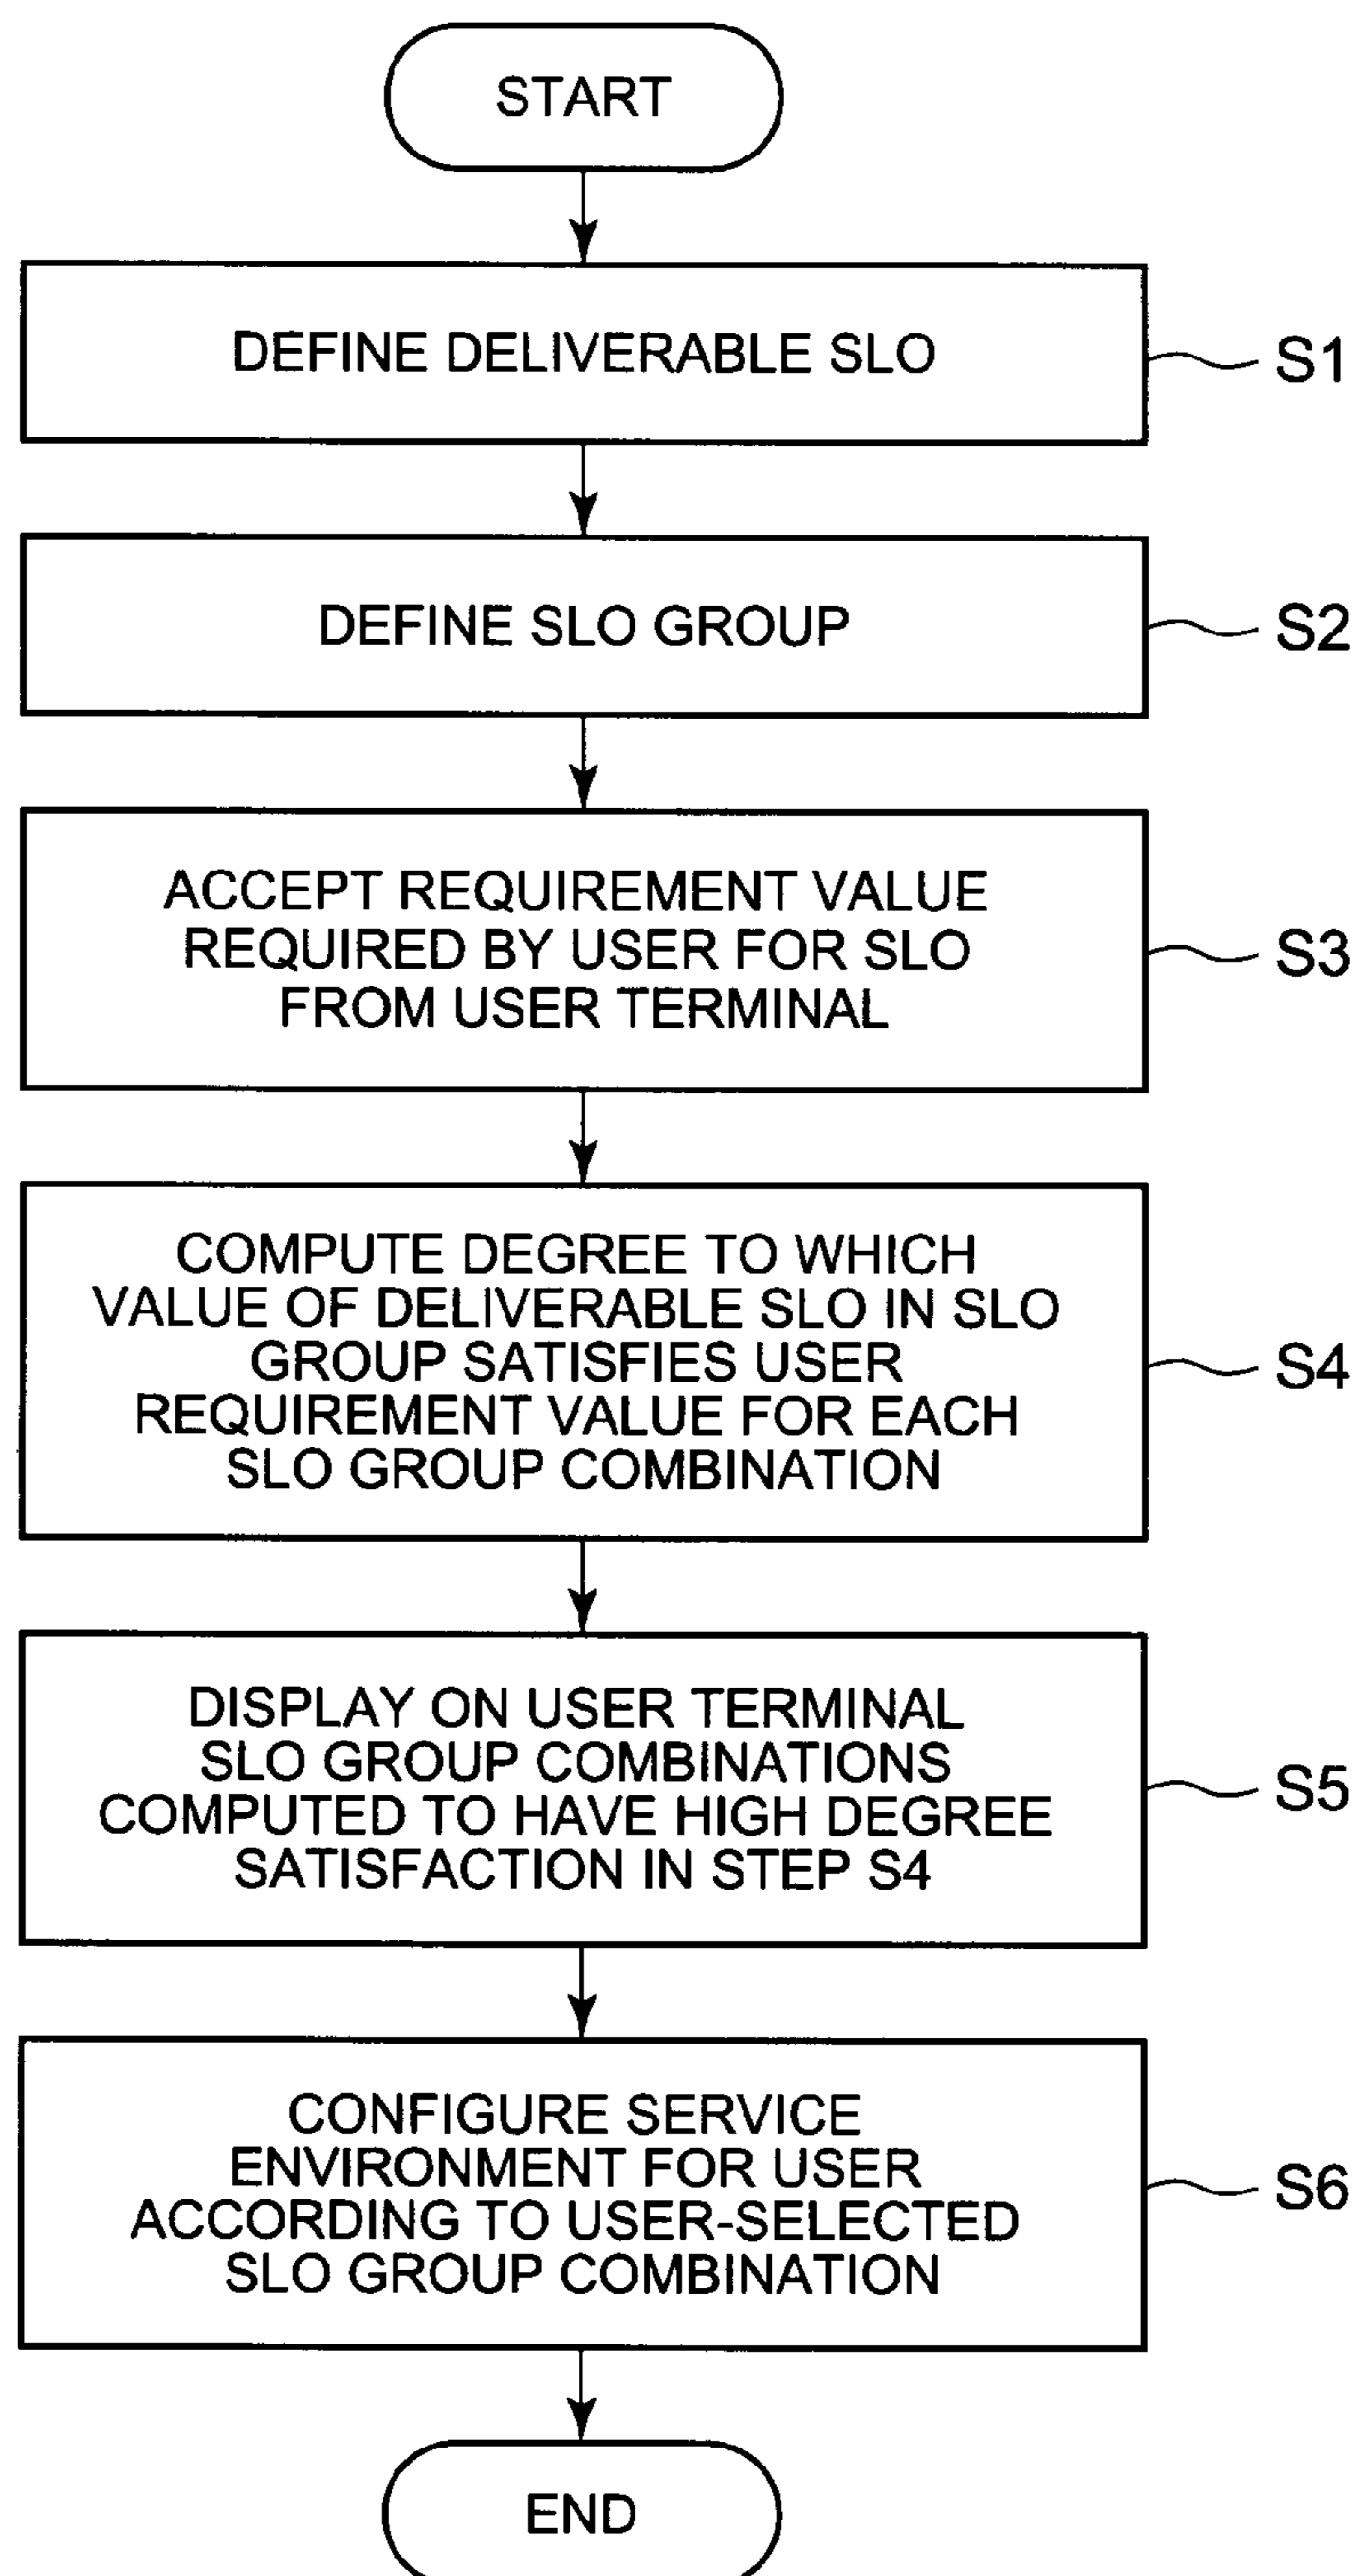 START
DEFINE DELIVERABLE SLO
S1
DEFINE SLO GROUP
S2
ACCEPT REQUIREMENT VALUE
REQUIRED BY USER FOR SLO
FROM USER TERMINAL
S3
COMPUTE DEGREE TO WHICH
VALUE OF DELIVERABLE SLO IN SLO
GROUP SATISFIES USER
REQUIREMENT VALUE FOR EACH
SLO GROUP COMBINATION
S4
DISPLAY ON USER TERMINAL
SLO GROUP COMBINATIONS
COMPUTED TO HAVE HIGH DEGREE
SATISFACTION IN STEP S4
S5
CONFIGURE SERVICE
ENVIRONMENT FOR USER
ACCORDING TO USER-SELECTED
SLO GROUP COMBINATION
S6
END